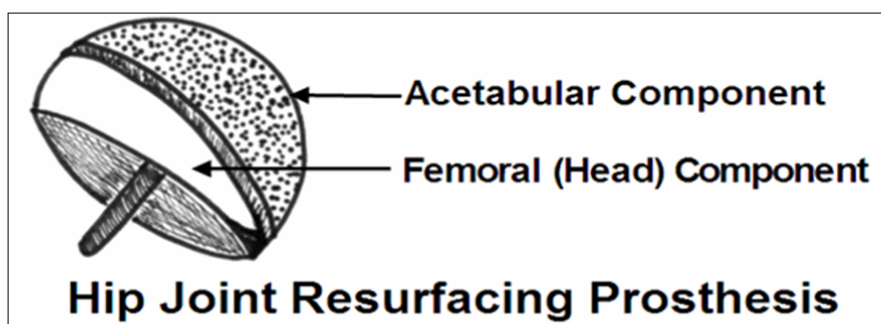 Acetabular Component
Femoral (Head) Component
Hip Joint Resurfacing Prosthesis